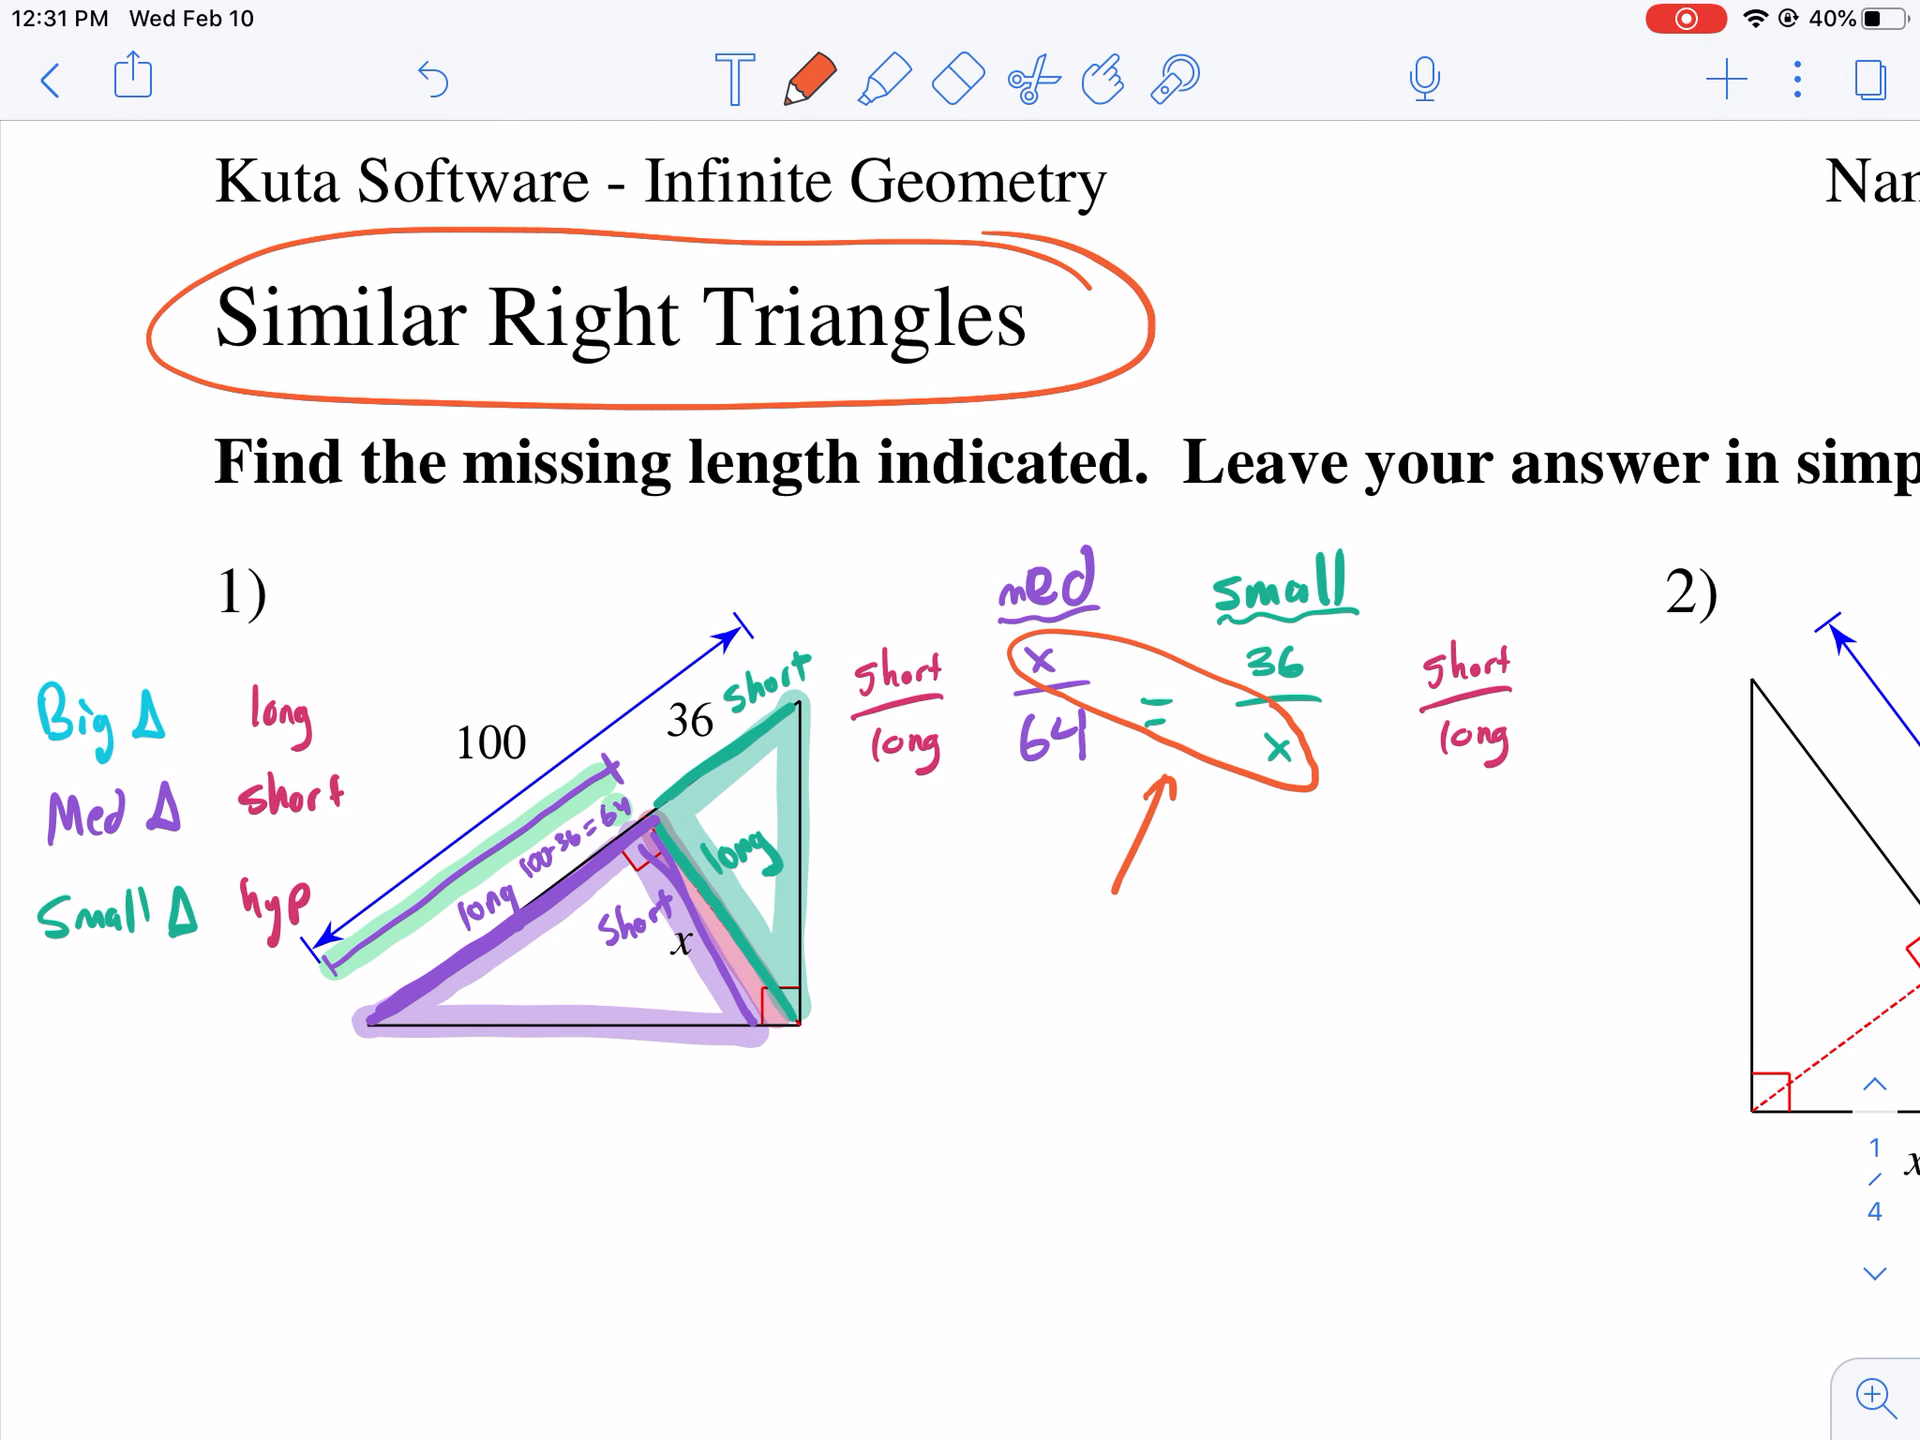 12:31 PM Wed Feb 10 40%
T
Kuta Software - Infinite Geometry Nan
Similar Right Triangles
Find the missing length indicated. Leave your answer in simp
1)
100
36 short
100-36=64
long
short
x
long
Big Δ long
Med Δ short
Small Δ hyp
med small
short x = 36 short
long 64 x long
2)
x
1
/
4